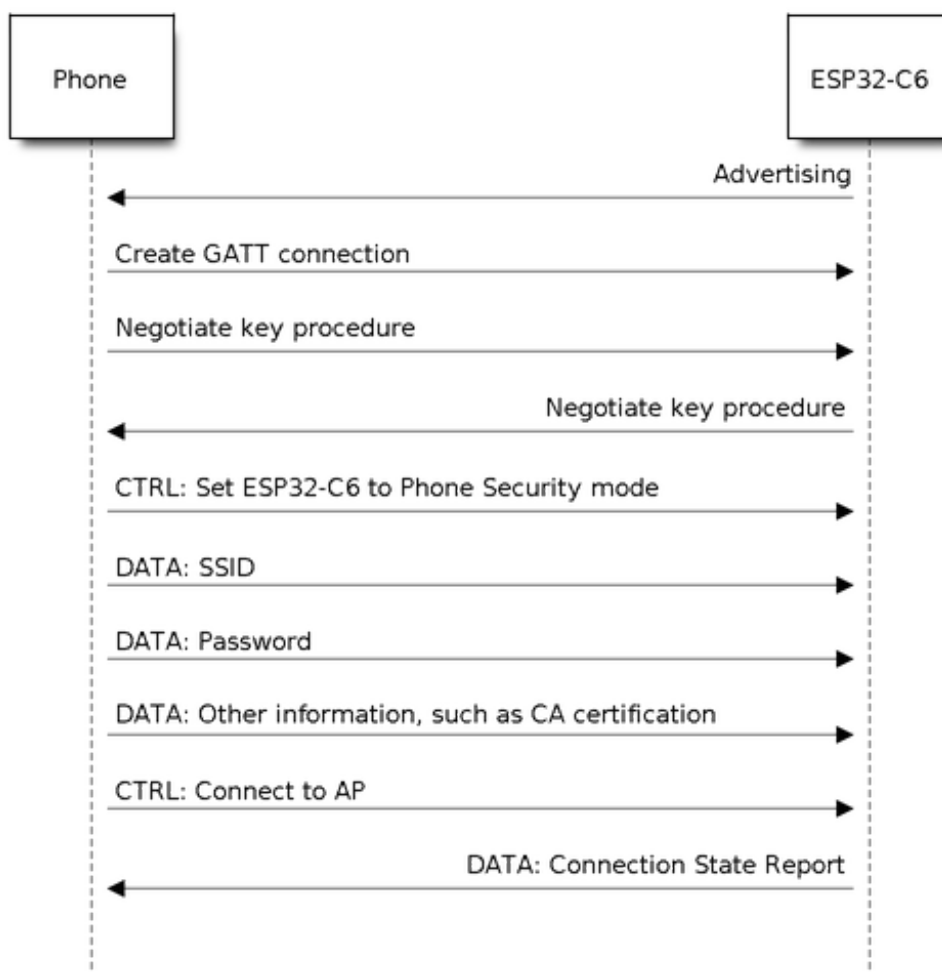 Phone
ESP32-C6
Advertising
Create GATT connection
Negotiate key procedure
Negotiate key procedure
CTRL: Set ESP32-C6 to Phone Security mode
DATA: SSID
DATA: Password
DATA: Other information, such as CA certification
CTRL: Connect to AP
DATA: Connection State Report